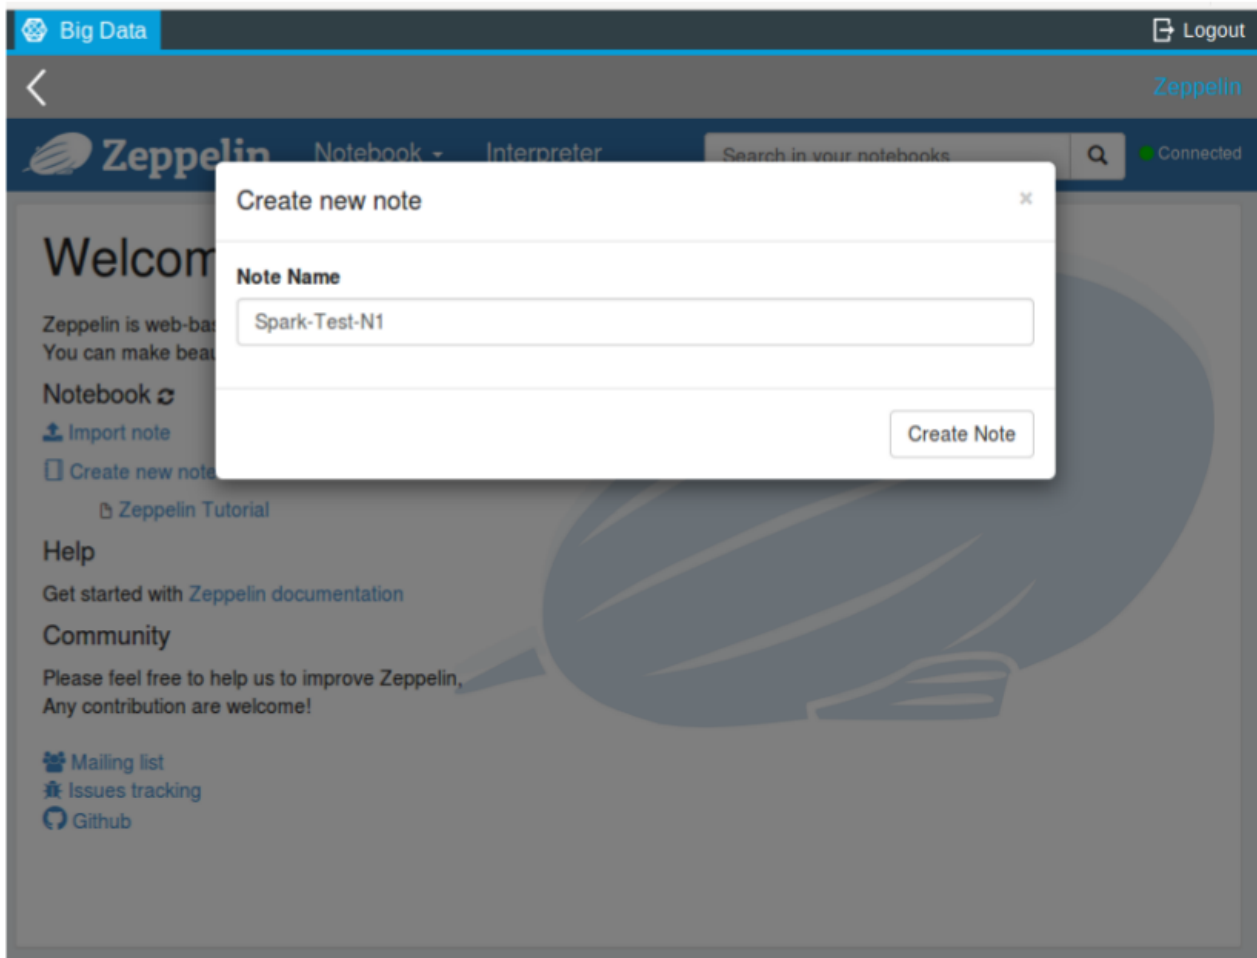 Big Data
Logout
Zeppelin
Zeppelin Notebook Interpreter Search in your notebooks Connected
Create new note
Note Name
Spark-Test-N1
Create Note
Welcom
Zeppelin is web-bas
You can make beau
Notebook
Import note
Create new note
Zeppelin Tutorial
Help
Get started with Zeppelin documentation
Community
Please feel free to help us to improve Zeppelin,
Any contribution are welcome!
Mailing list
Issues tracking
Github